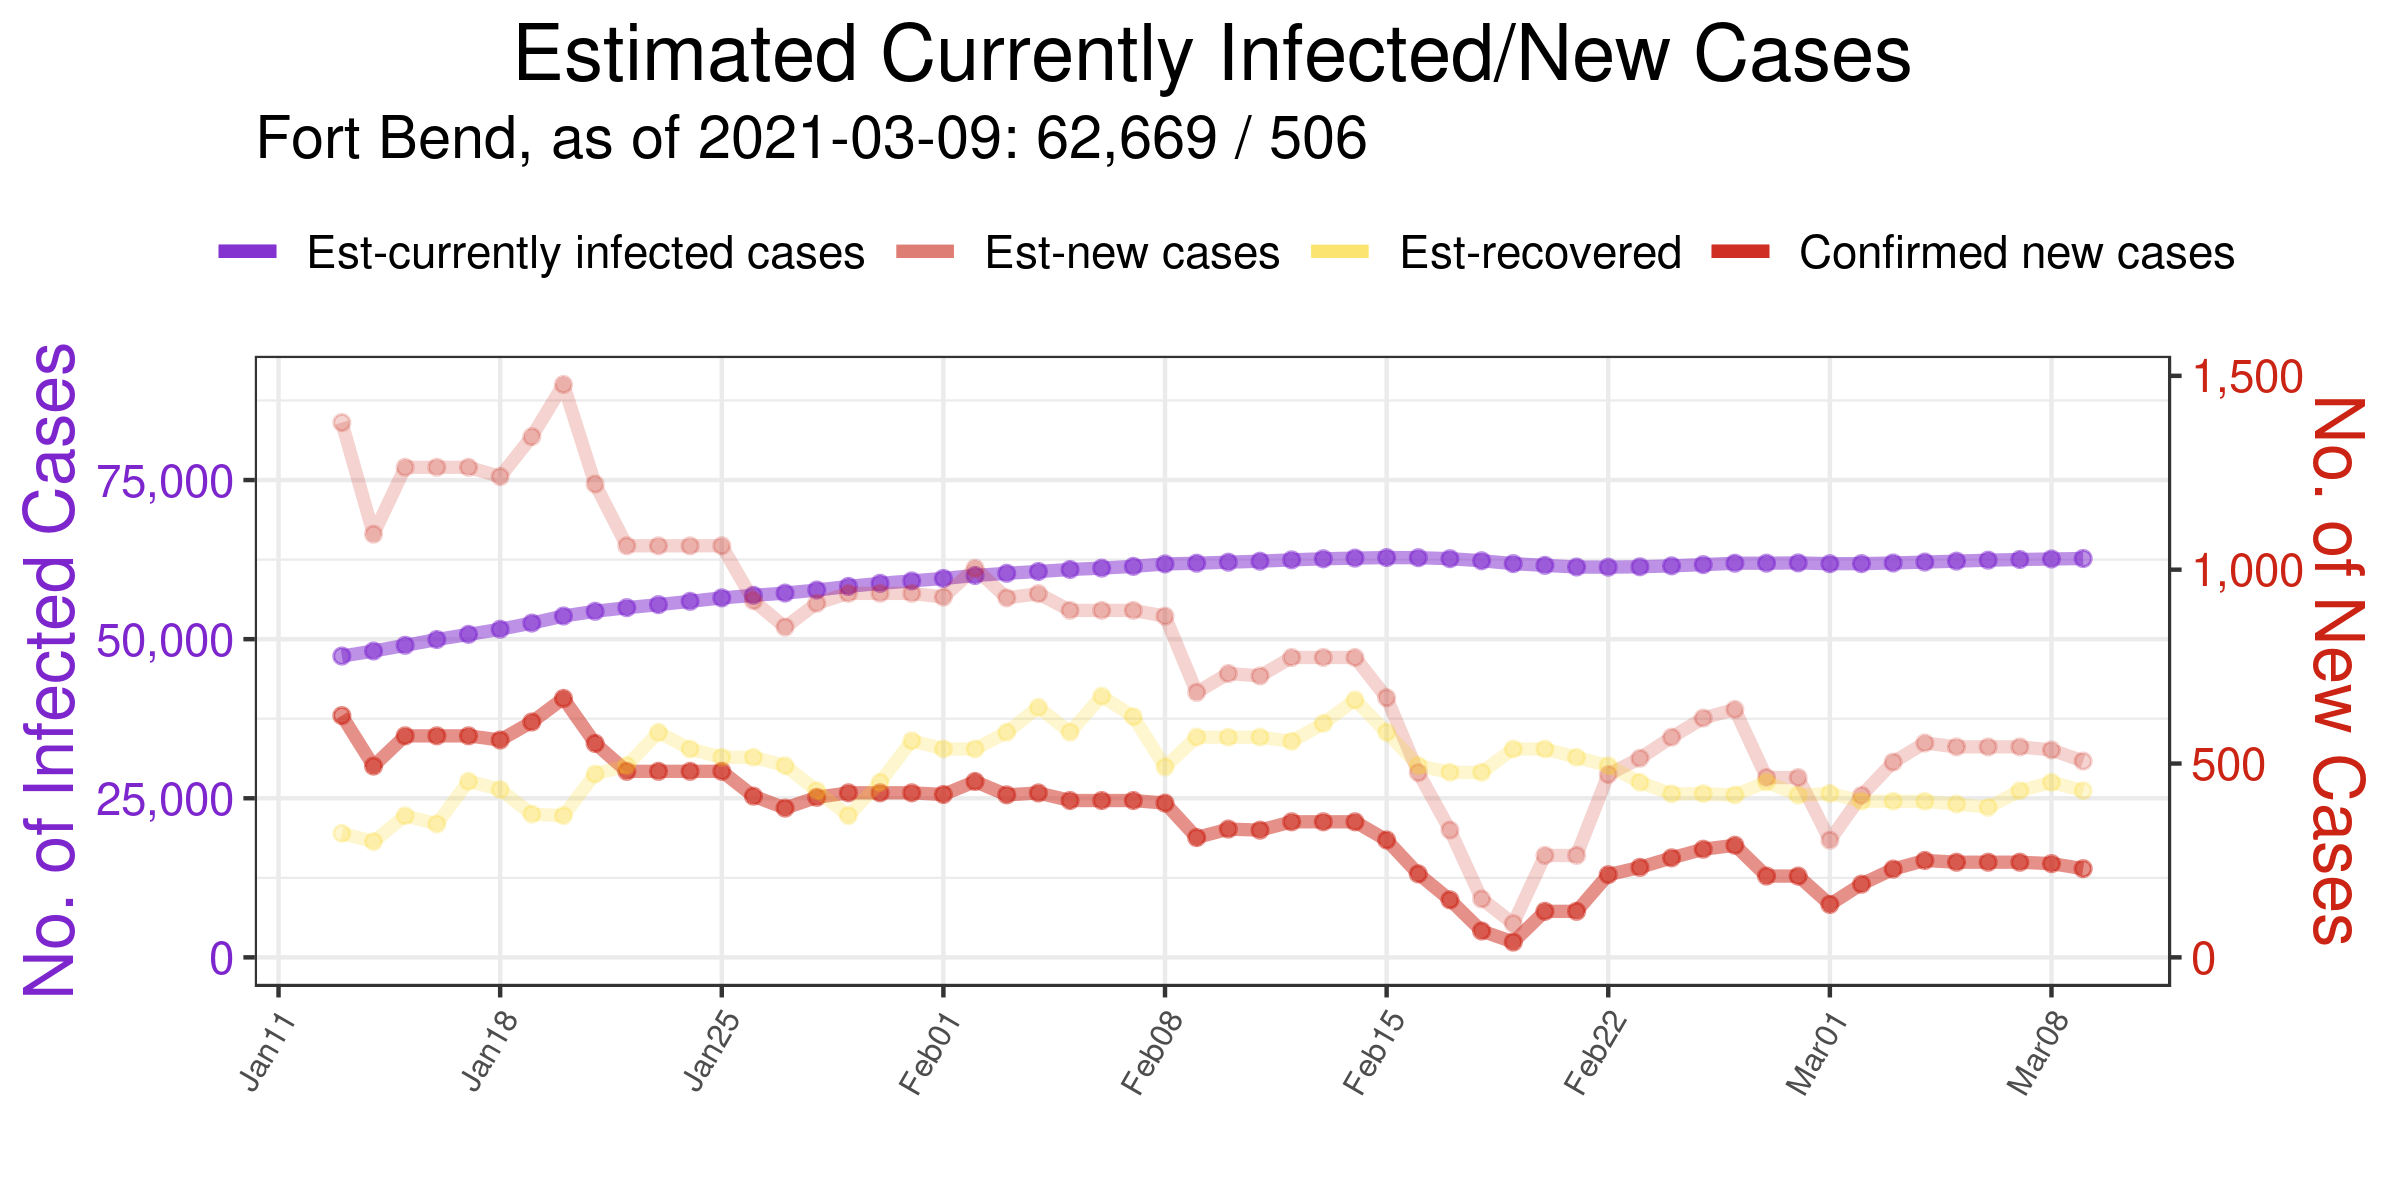 Estimated Currently Infected/New Cases
Fort Bend, as of 2021-03-09: 62,669 / 506
Est-currently infected cases Est-new cases Est-recovered Confirmed new cases
No. of Infected Cases
75,000
50,000
25,000
0
1,500
1,000
500
0
No. of New Cases
Jan11 Jan18 Jan25 Feb01 Feb08 Feb15 Feb22 Mar01 Mar08